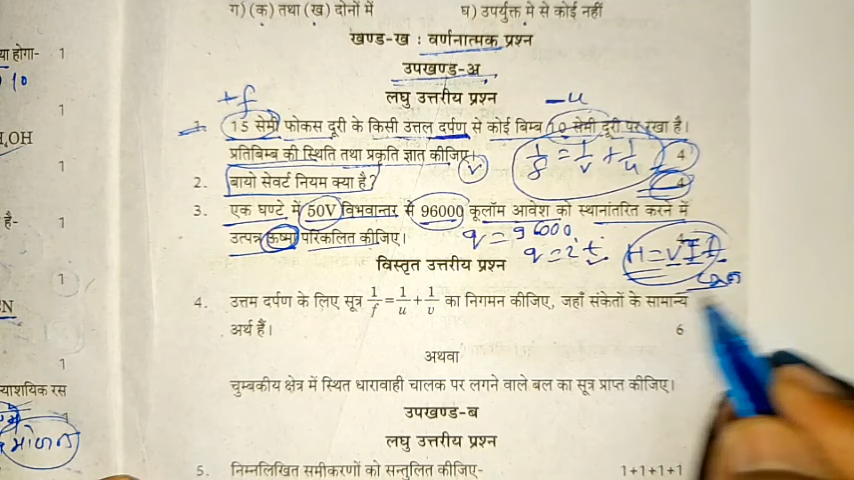 ग) (क) तथा (ख) दोनों में घ) उपर्युक्त मे से कोई नहीं
या होगा- 1
खण्ड-ख : वर्णनात्मक प्रश्न
उपखण्ड-अ
10
लघु उत्तरीय प्रश्न
+f -u
1
1. 15 सेमी फोकस दूरी के किसी उत्तल दर्पण से कोई बिम्ब 10 सेमी दूरी पर रखा है।
प्रतिबिम्ब की स्थिति तथा प्रकृति ज्ञात कीजिए। v 4
1/f = 1/v + 1/u
OH 1
2. बायो सेवर्ट नियम क्या है? 4
है- 1
3. एक घण्टे में 50V विभवान्तर से 96000 कूलॉम आवेश को स्थानांतरित करने में
उत्पन्न ऊष्मा परिकलित कीजिए। 4
q = 96000
q = it
H = VIt
विस्तृत उत्तरीय प्रश्न
N 1
4. उत्तम दर्पण के लिए सूत्र 1/f = 1/u + 1/v का निगमन कीजिए, जहाँ संकेतों के सामान्य
अर्थ हैं। 6
अथवा
1
याशयिक रस
चुम्बकीय क्षेत्र में स्थित धारावाही चालक पर लगने वाले बल का सूत्र प्राप्त कीजिए।
उपखण्ड-ब
1
लघु उत्तरीय प्रश्न
5. निम्नलिखित समीकरणों को सन्तुलित कीजिए- 1+1+1+1